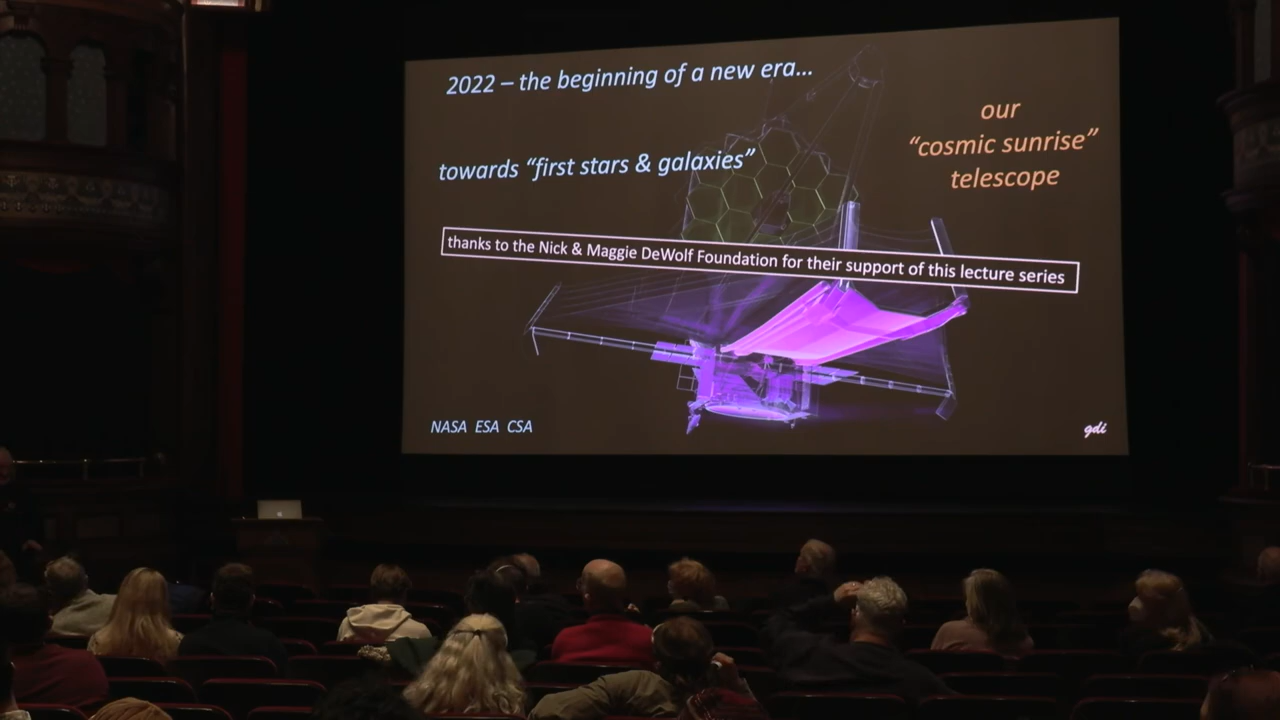 2022 – the beginning of a new era...
our
“cosmic sunrise”
telescope
towards “first stars & galaxies”
thanks to the Nick & Maggie DeWolf Foundation for their support of this lecture series
NASA ESA CSA
gdi